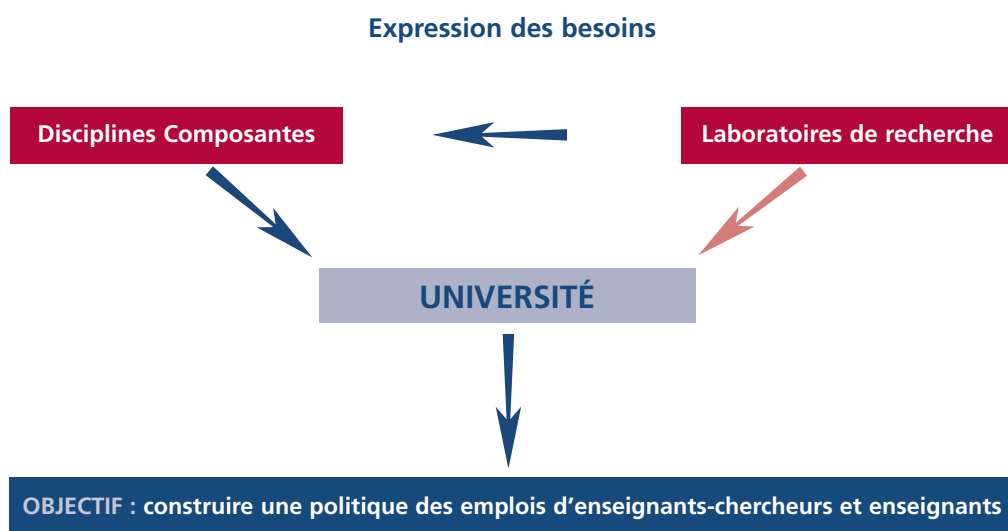 Expression des besoins
Disciplines Composantes
Laboratoires de recherche
UNIVERSITÉ
OBJECTIF : construire une politique des emplois d’enseignants-chercheurs et enseignants